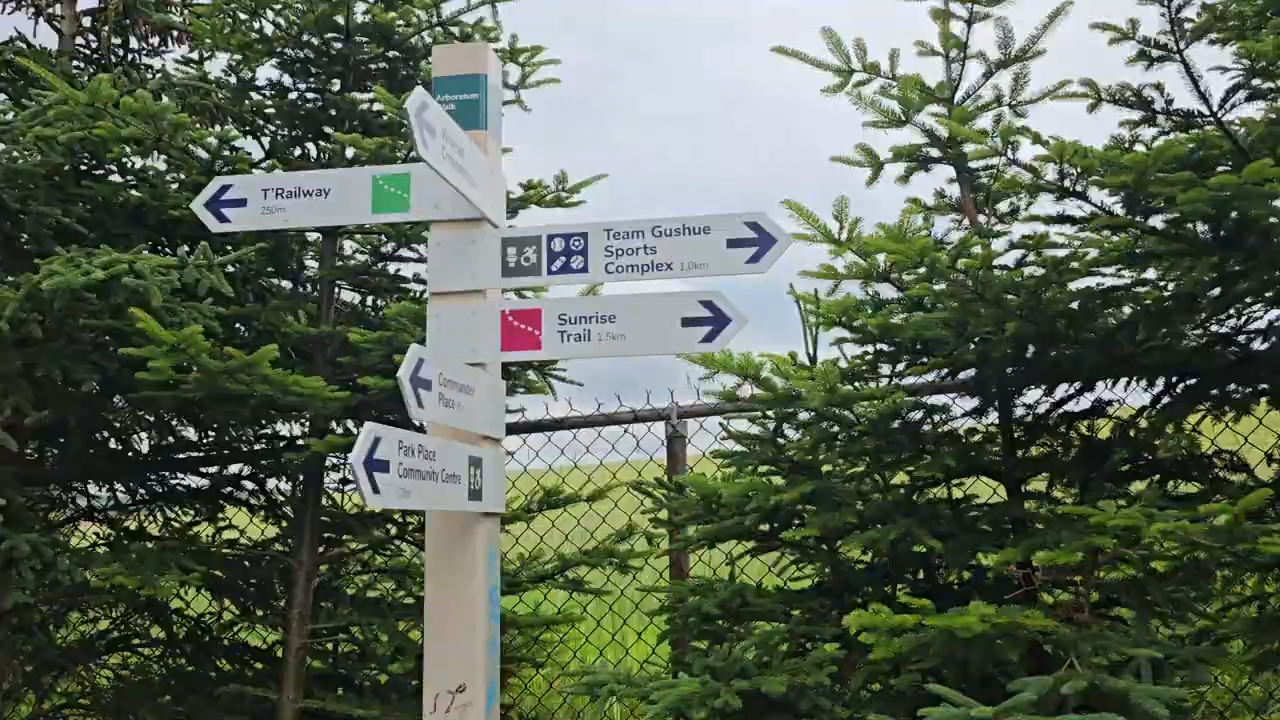 Arboretum
Walk
T'Railway
250m
Team Gushue
Sports
Complex 1.0km
Sunrise
Trail 1.5km
Commander
Place
Park Place
Community Centre